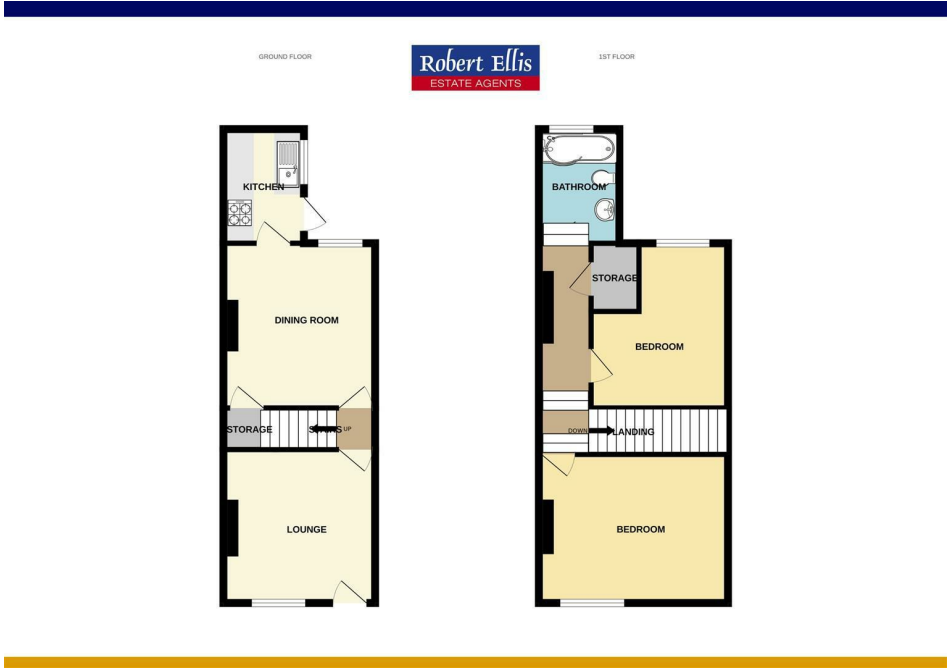 GROUND FLOOR
Robert Ellis
ESTATE AGENTS
1ST FLOOR
KITCHEN
DINING ROOM
STORAGE
STAIRS
UP
LOUNGE
BATHROOM
STORAGE
BEDROOM
DOWN
LANDING
BEDROOM